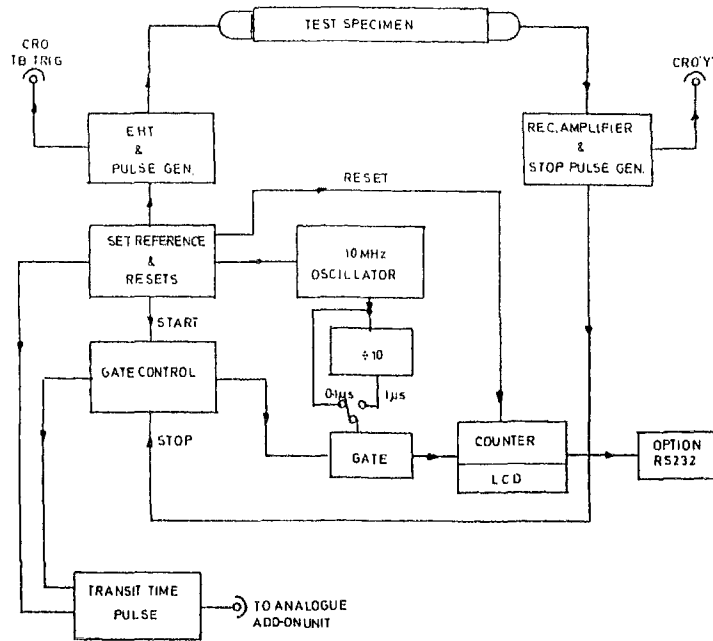 TEST SPECIMEN
CRO
TB TRIG
CRO'Y'
EHT
&
PULSE GEN.
REC. AMPLIFIER
&
STOP PULSE GEN.
RESET
SET REFERENCE
&
RESETS
10 MHz
OSCILLATOR
START
÷10
GATE CONTROL
0·1µs
1µs
STOP
GATE
COUNTER
LCD
OPTION
RS232
TRANSIT TIME
PULSE
TO ANALOGUE
ADD-ON UNIT